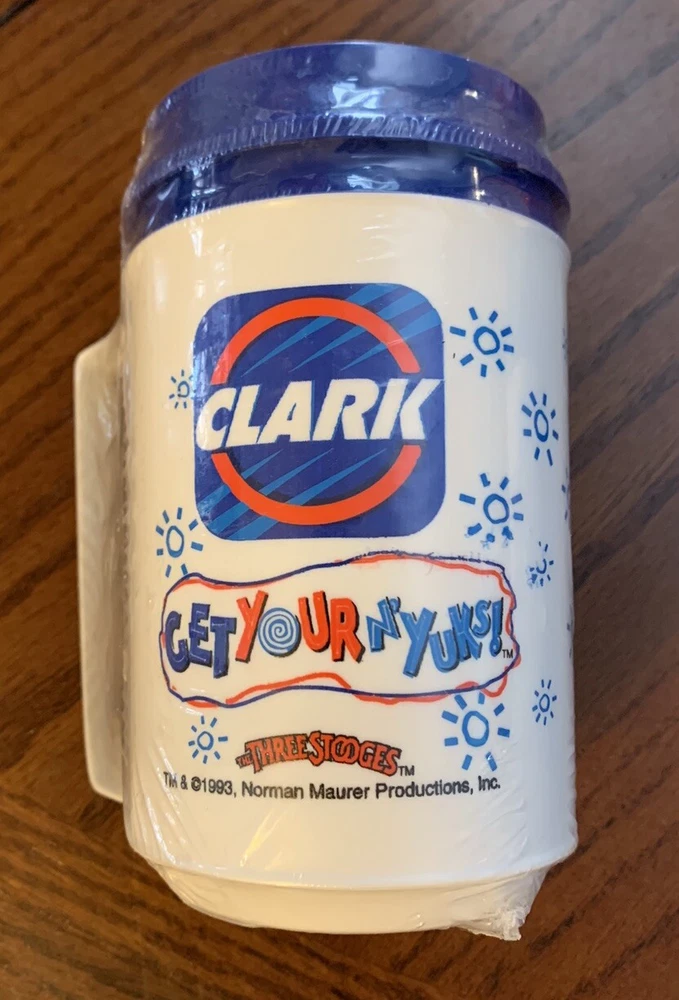 CLARK
GET YOUR N'YUKS!™
THE THREE STOOGES™
TM & ©1993, Norman Maurer Productions, Inc.